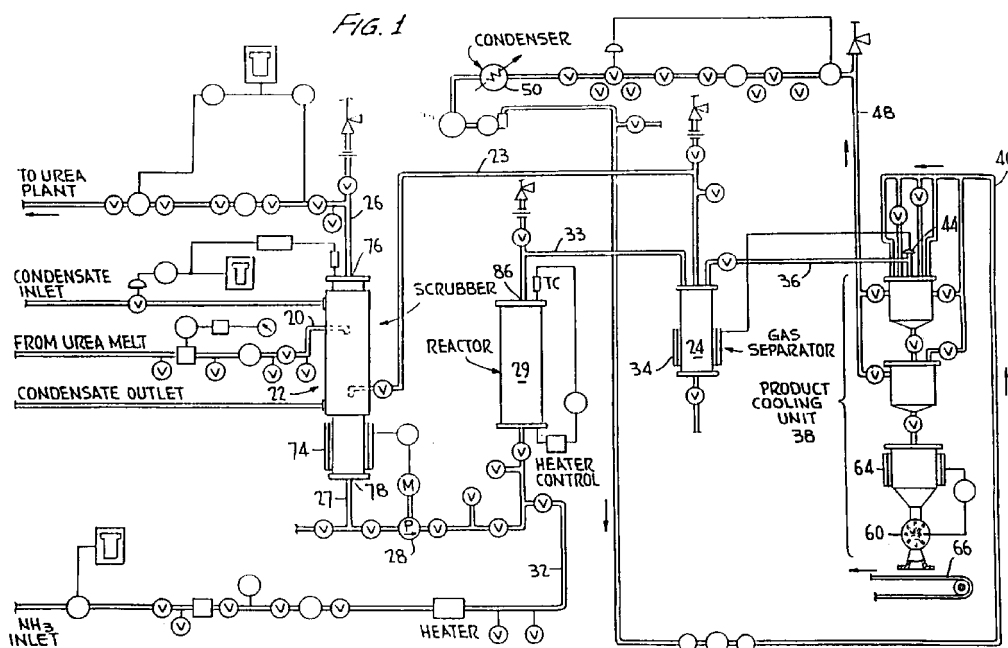 FIG. 1
CONDENSER
50
48
TO UREA
PLANT
26
23
40
76
33
44
CONDENSATE
INLET
86
TC
36
SCRUBBER
20
FROM UREA MELT
REACTOR
29
34
24
GAS
SEPARATOR
CONDENSATE OUTLET
22
PRODUCT
COOLING
UNIT
38
74
HEATER
CONTROL
64
27
78
M
P
28
60
66
32
NH3
INLET
HEATER
V